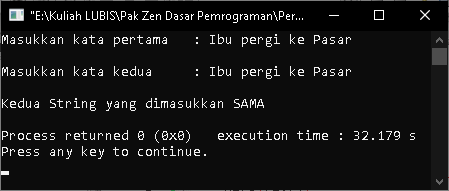 "E:\Kuliah LUBIS\Pak Zen Dasar Pemrograman\Per...
Masukkan kata pertama   : Ibu pergi ke Pasar
Masukkan kata kedua     : Ibu pergi ke Pasar
Kedua String yang dimasukkan SAMA
Process returned 0 (0x0)   execution time : 32.179 s
Press any key to continue.